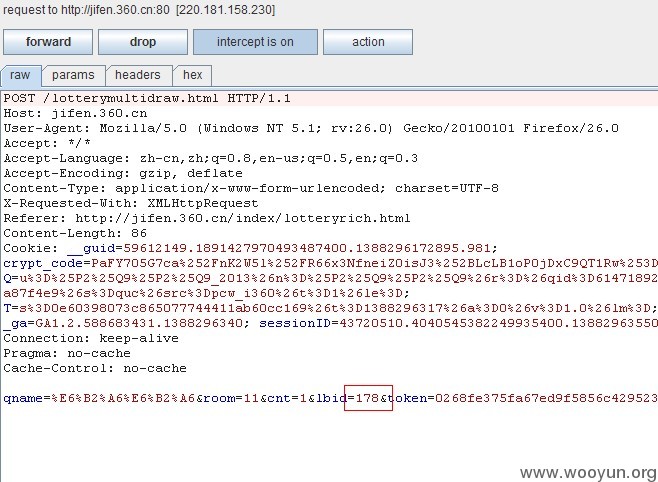 request to http://jifen.360.cn:80 [220.181.158.230]
forward drop intercept is on action
raw params headers hex
POST /lotterymultidraw.html HTTP/1.1
Host: jifen.360.cn
User-Agent: Mozilla/5.0 (Windows NT 5.1; rv:26.0) Gecko/20100101 Firefox/26.0
Accept: */*
Accept-Language: zh-cn,zh;q=0.8,en-us;q=0.5,en;q=0.3
Accept-Encoding: gzip, deflate
Content-Type: application/x-www-form-urlencoded; charset=UTF-8
X-Requested-With: XMLHttpRequest
Referer: http://jifen.360.cn/index/lotteryrich.html
Content-Length: 86
Cookie: __guid=59612149.1891427970493487400.1388296172895.981;
crypt_code=PaFY705G7ca%252FnK2W5l%252FR66x3NfneiZOisJ3%252BLcLB1oP0jDxC9QT1Rw%253D
Q=u%3D%25P2%25P9%25P2%25Q9_2013%26n%3D%25P2%25Q9%25P2%25Q9%26r%3D%26qid%3D61471892
a87f4e9%26s%3Dquc%26src%3Dpcw_i360%26t%3D1%26le%3D;
T=s%3D0e60398073c865077744411ab60cc169%26t%3D1388296317%26a%3D0%26v%3D1.0%26lm%3D;
_ga=GA1.2.588683431.1388296340; sessionID=43720510.4040545382249935400.13882963550
Connection: keep-alive
Pragma: no-cache
Cache-Control: no-cache
qname=%E6%B2%A6%E6%B2%A6&room=11&cnt=1&lbid=178&token=0268fe375fa67ed9f5856c429523
www.wooyun.org